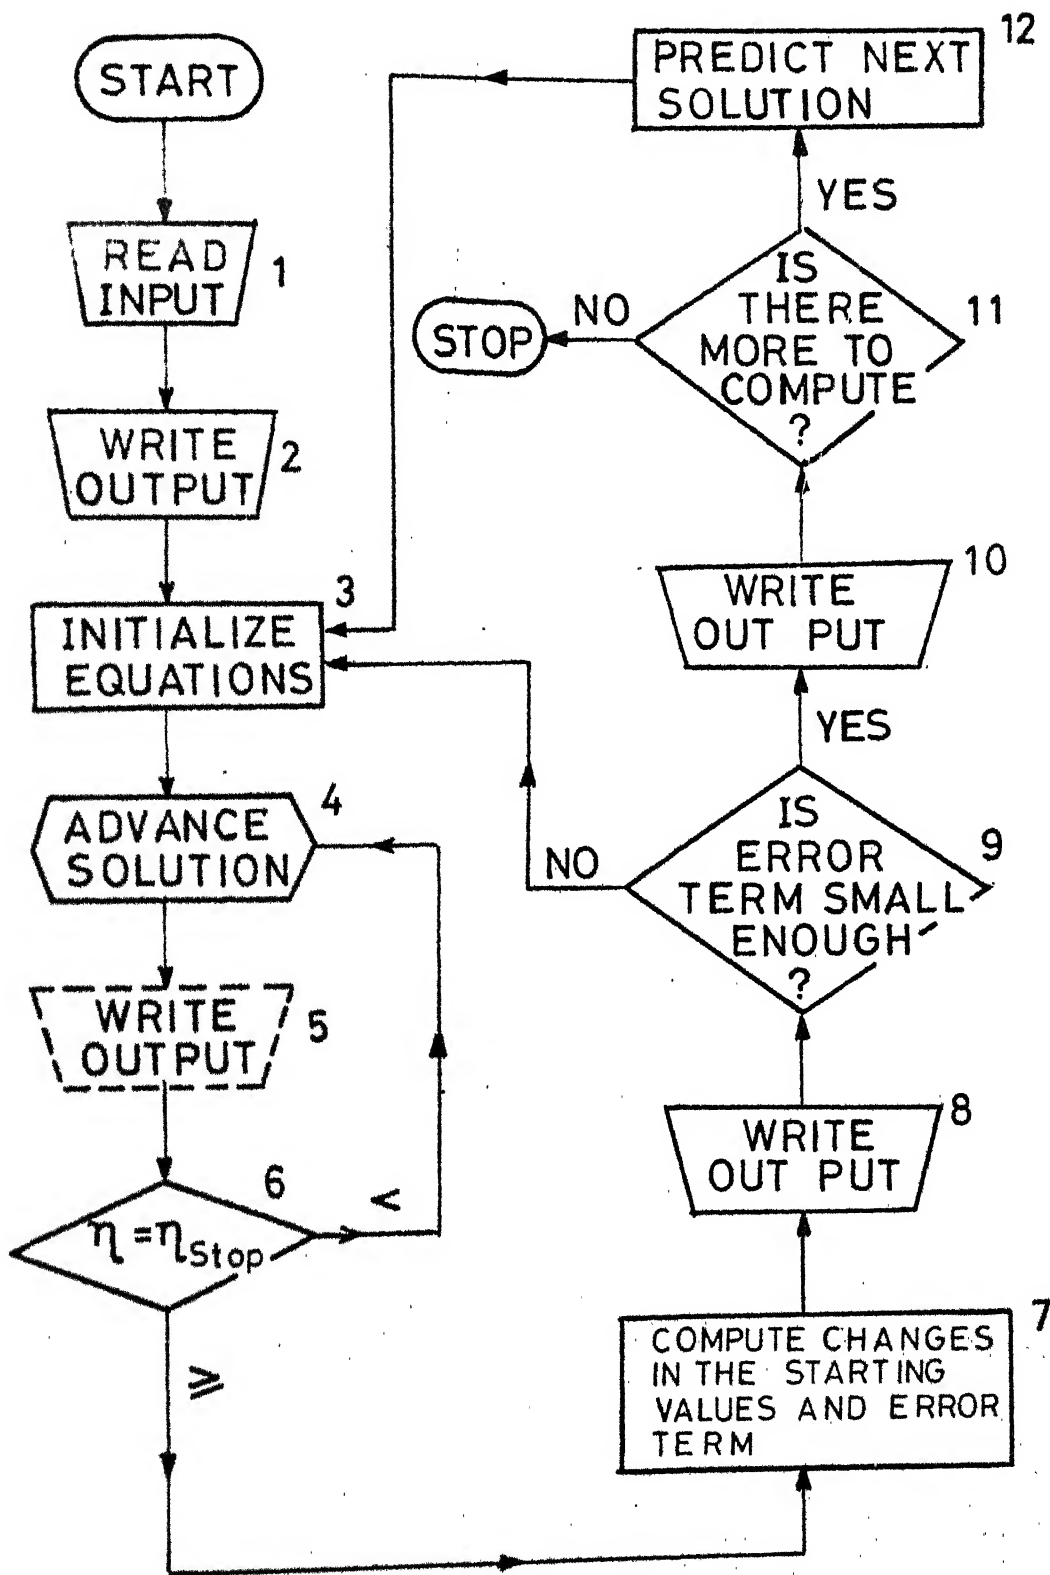 START
READ
INPUT
1
WRITE
OUTPUT
2
INITIALIZE
EQUATIONS
3
ADVANCE
SOLUTION
4
WRITE
OUTPUT
5
η = ηStop
6
<
≥
COMPUTE CHANGES
IN THE STARTING
VALUES AND ERROR
TERM
7
WRITE
OUT PUT
8
IS
ERROR
TERM SMALL
ENOUGH
?
9
NO
YES
WRITE
OUT PUT
10
IS
THERE
MORE TO
COMPUTE
?
11
NO
STOP
YES
PREDICT NEXT
SOLUTION
12